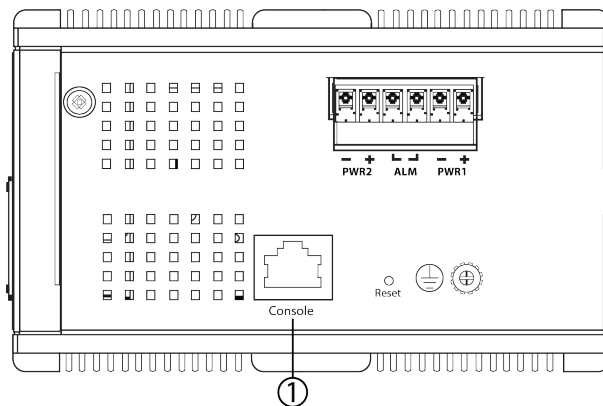 − + − +
PWR2 ALM PWR1
Reset
Console
1